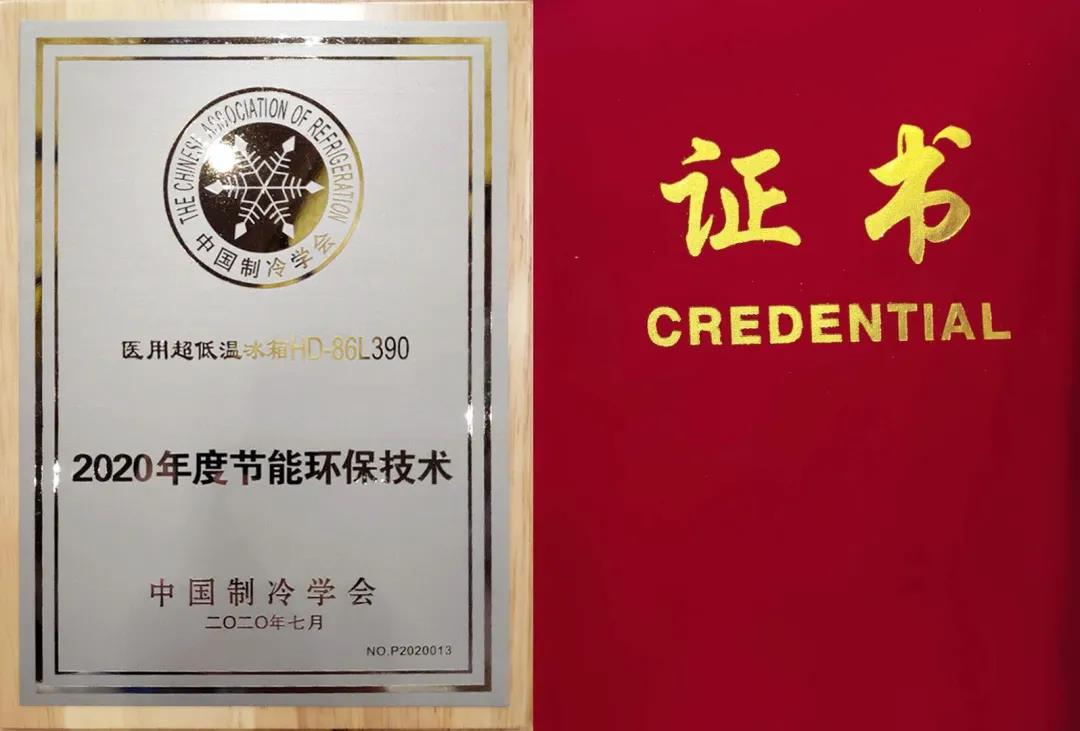 THE CHINESE ASSOCIATION OF REFRIGERATION
中国制冷学会
医用超低温冰箱HD-86L390
2020年度节能环保技术
中国制冷学会
二〇二〇年七月
NO.P2020013
证书
CREDENTIAL